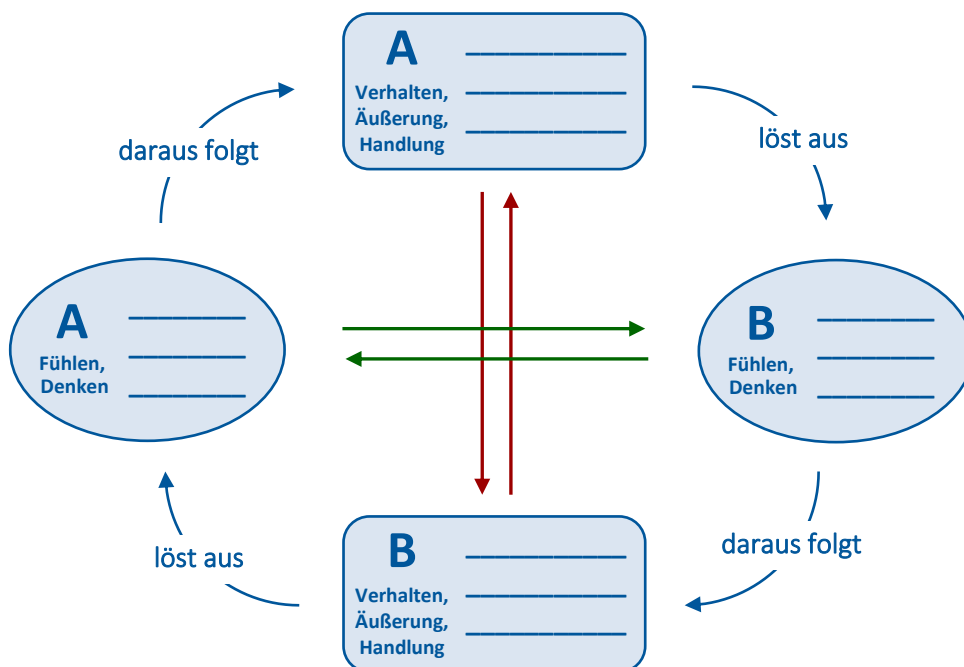 A
Verhalten,
Äußerung,
Handlung
löst aus
B
Fühlen,
Denken
daraus folgt
B
Verhalten,
Äußerung,
Handlung
löst aus
A
Fühlen,
Denken
daraus folgt